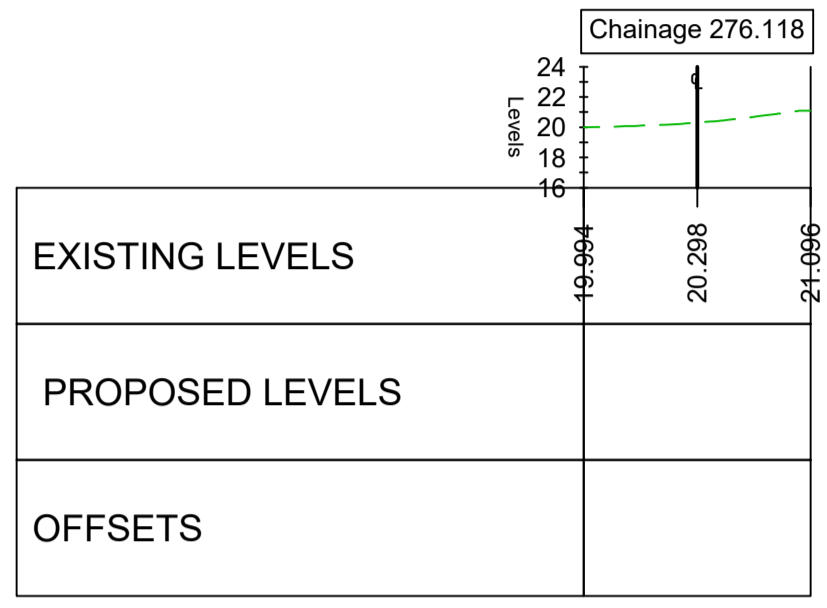 Chainage 276.118
24
℄
22
Levels
20
18
16
EXISTING LEVELS
19.994
20.298
21.096
PROPOSED LEVELS
OFFSETS